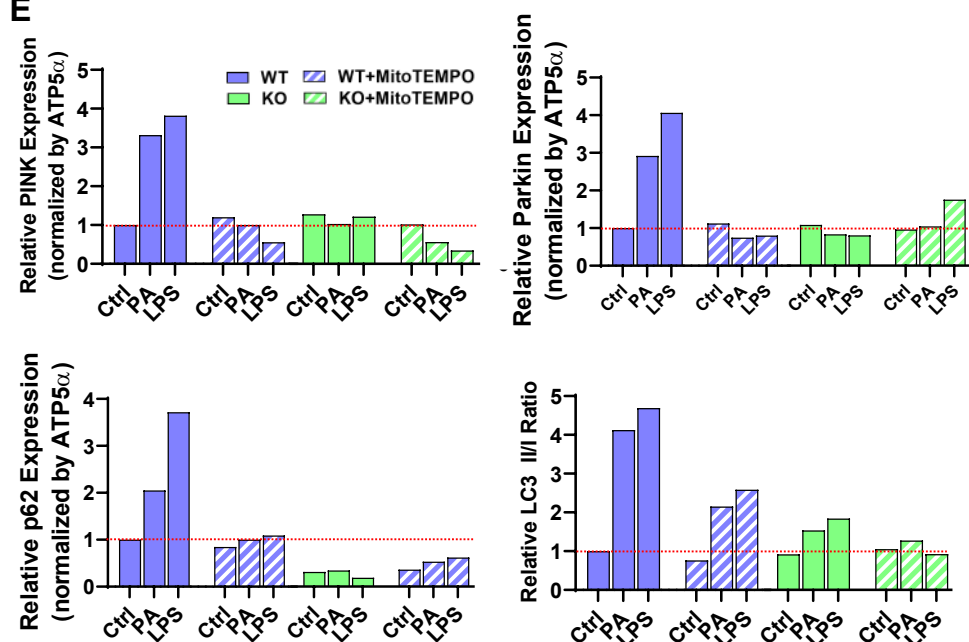 E
Relative PINK Expression
(normalized by ATP5α)
5
4
3
2
1
0
WT
WT+MitoTEMPO
KO
KO+MitoTEMPO
Ctrl PA LPS Ctrl PA LPS Ctrl PA LPS Ctrl PA LPS
Relative Parkin Expression
(normalized by ATP5α)
5
4
3
2
1
0
Ctrl PA LPS Ctrl PA LPS Ctrl PA LPS Ctrl PA LPS
Relative p62 Expression
(normalized by ATP5α)
4
3
2
1
0
Ctrl PA LPS Ctrl PA LPS Ctrl PA LPS Ctrl PA LPS
Relative LC3 II/I Ratio
5
4
3
2
1
0
Ctrl PA LPS Ctrl PA LPS Ctrl PA LPS Ctrl PA LPS